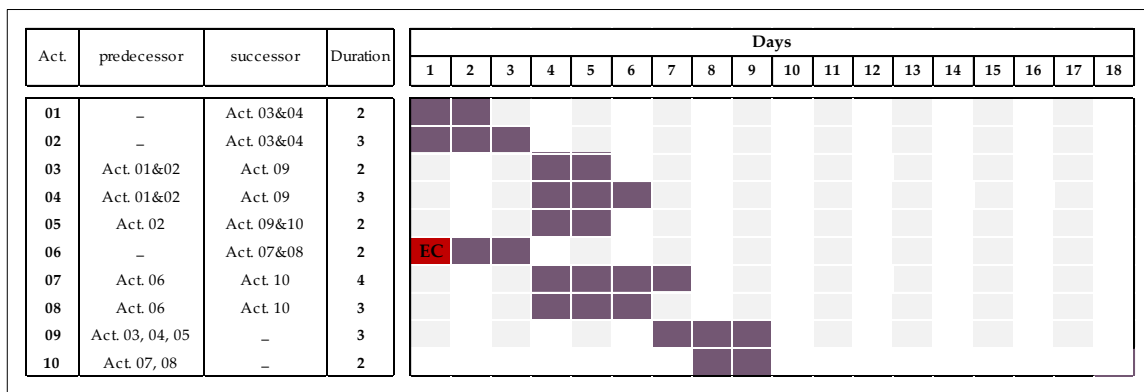 Act. predecessor successor Duration Days
1 2 3 4 5 6 7 8 9 10 11 12 13 14 15 16 17 18
01 – Act. 03&04 2
02 – Act. 03&04 3
03 Act. 01&02 Act. 09 2
04 Act. 01&02 Act. 09 3
05 Act. 02 Act. 09&10 2
06 – Act. 07&08 2 EC
07 Act. 06 Act. 10 4
08 Act. 06 Act. 10 3
09 Act. 03, 04, 05 – 3
10 Act. 07, 08 – 2